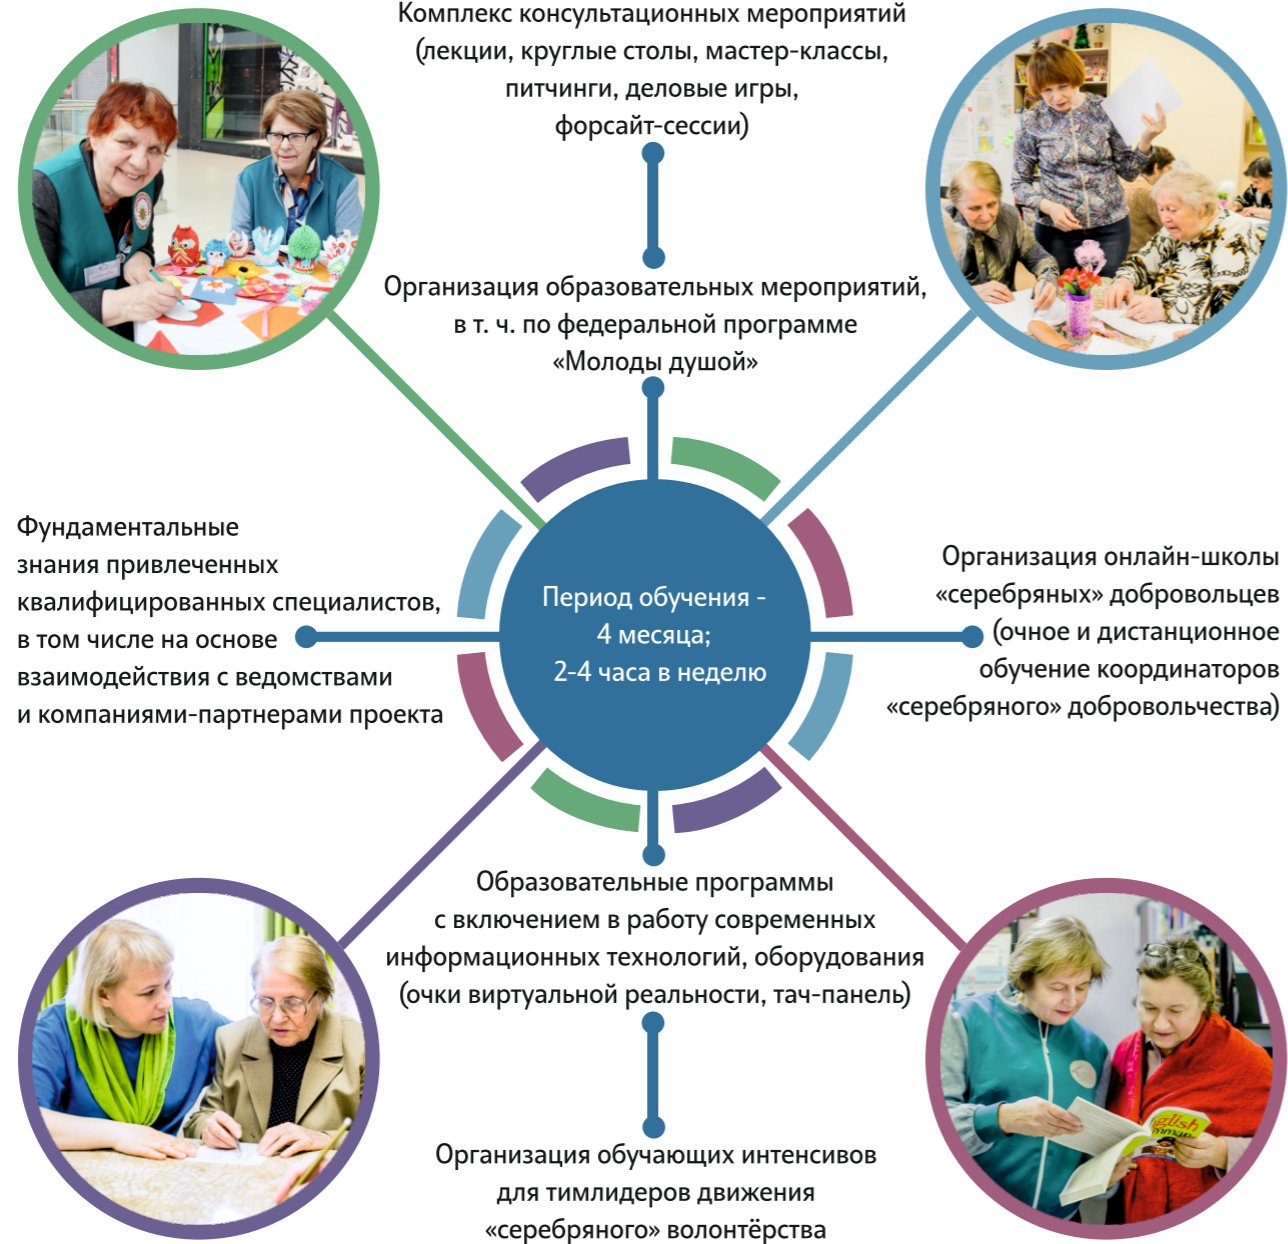 Комплекс консультационных мероприятий
(лекции, круглые столы, мастер-классы,
питчинги, деловые игры,
форсайт-сессии)
Организация образовательных мероприятий,
в т. ч. по федеральной программе
«Молоды душой»
Фундаментальные
знания привлеченных
квалифицированных специалистов,
в том числе на основе
взаимодействия с ведомствами
и компаниями-партнерами проекта
Период обучения -
4 месяца;
2-4 часа в неделю
Организация онлайн-школы
«серебряных» добровольцев
(очное и дистанционное
обучение координаторов
«серебряного» добровольчества)
Образовательные программы
с включением в работу современных
информационных технологий, оборудования
(очки виртуальной реальности, тач-панель)
Организация обучающих интенсивов
для тимлидеров движения
«серебряного» волонтёрства